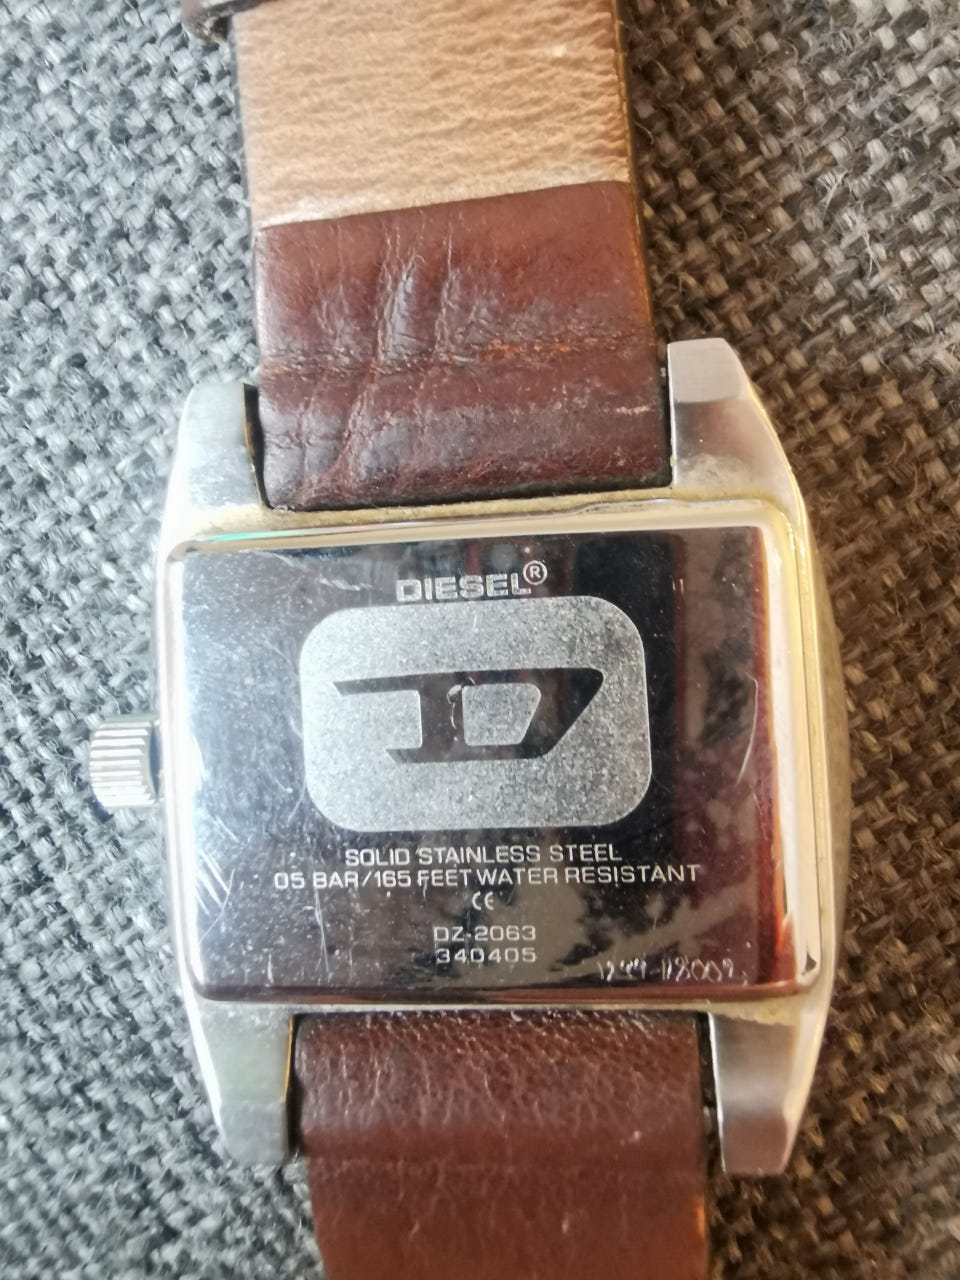 DIESEL®
D
SOLID STAINLESS STEEL
05 BAR/165 FEET WATER RESISTANT
CE
DZ-2063
340405